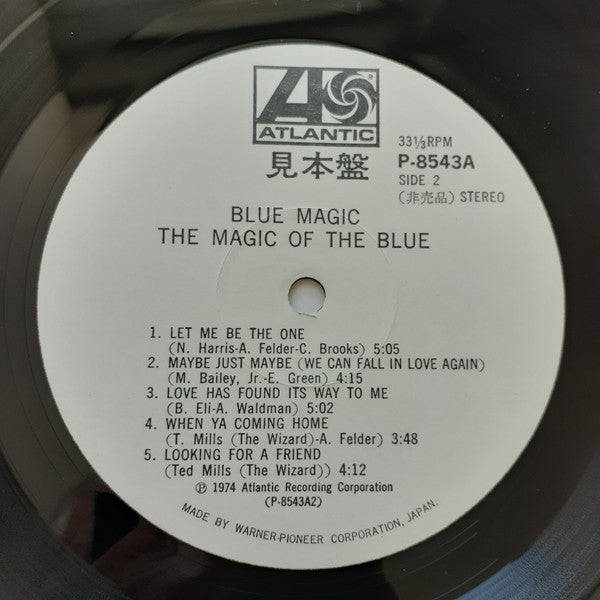 ATLANTIC
見本盤
33⅓RPM
P-8543A
SIDE 2
(非売品) STEREO
BLUE MAGIC
THE MAGIC OF THE BLUE
1. LET ME BE THE ONE
(N. Harris-A. Felder-C. Brooks) 5:05
2. MAYBE JUST MAYBE (WE CAN FALL IN LOVE AGAIN)
(M. Bailey, Jr.-E. Green) 4:15
3. LOVE HAS FOUND ITS WAY TO ME
(B. Eli-A. Waldman) 5:02
4. WHEN YA COMING HOME
(T. Mills (The Wizard)-A. Felder) 3:48
5. LOOKING FOR A FRIEND
(Ted Mills (The Wizard)) 4:12
℗ 1974 Atlantic Recording Corporation
(P-8543A2)
MADE BY WARNER-PIONEER CORPORATION, JAPAN.